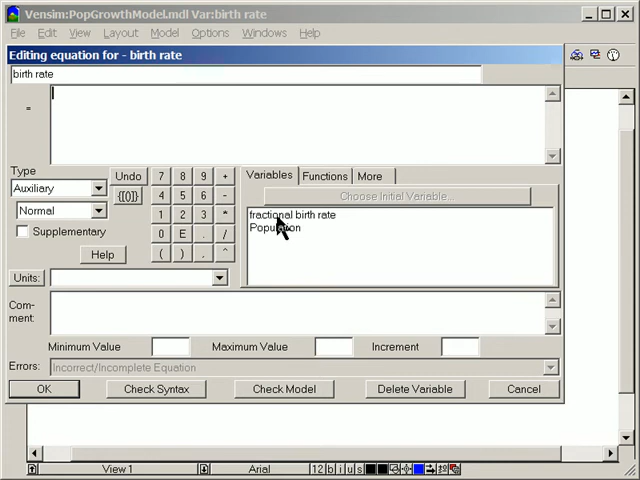 Vensim:PopGrowthModel.mdl Var:birth rate
File Edit View Layout Model Options Windows Help
Editing equation for - birth rate
birth rate
=
Type
Undo 7 8 9 + Variables Functions More
Auxiliary {[()]} 4 5 6 - Choose Initial Variable...
Normal 1 2 3 * fractional birth rate
Supplementary 0 E . / Population
Help ( ) , ^
Units:
Com-
ment:
Minimum Value Maximum Value Increment
Errors: Incorrect/Incomplete Equation
OK Check Syntax Check Model Delete Variable Cancel
View 1 Arial 12 b i u s